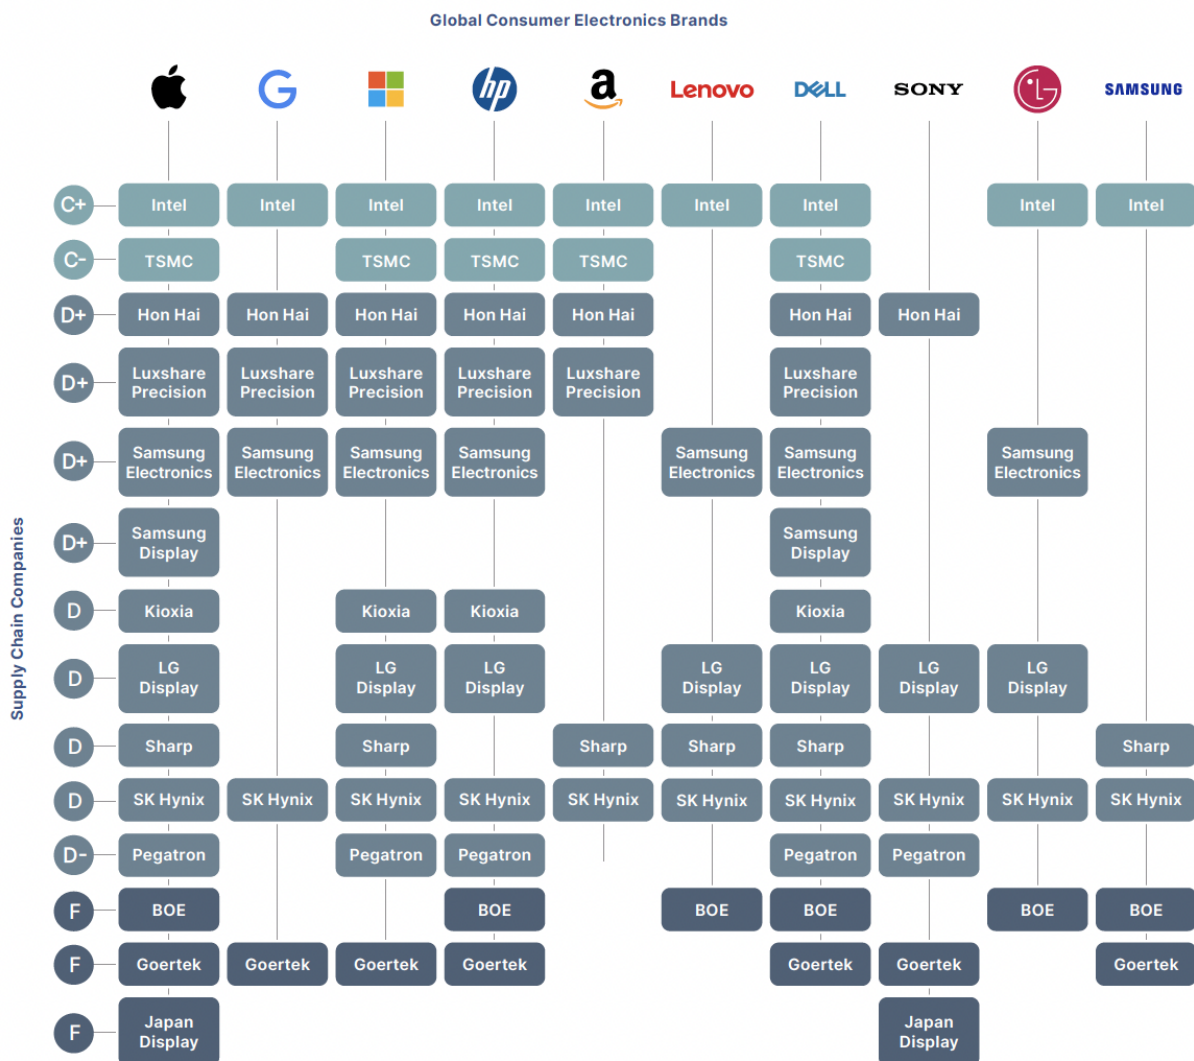 Global Consumer Electronics Brands
G
hp
a
Lenovo
DELL
SONY
LG
SAMSUNG
Supply Chain Companies
C+
Intel
Intel
Intel
Intel
Intel
Intel
Intel
Intel
Intel
C-
TSMC
TSMC
TSMC
TSMC
TSMC
D+
Hon Hai
Hon Hai
Hon Hai
Hon Hai
Hon Hai
Hon Hai
Hon Hai
D+
Luxshare
Precision
Luxshare
Precision
Luxshare
Precision
Luxshare
Precision
Luxshare
Precision
Luxshare
Precision
D+
Samsung
Electronics
Samsung
Electronics
Samsung
Electronics
Samsung
Electronics
Samsung
Electronics
Samsung
Electronics
Samsung
Electronics
D+
Samsung
Display
Samsung
Display
D
Kioxia
Kioxia
Kioxia
Kioxia
D
LG
Display
LG
Display
LG
Display
LG
Display
LG
Display
LG
Display
LG
Display
D
Sharp
Sharp
Sharp
Sharp
Sharp
Sharp
D
SK Hynix
SK Hynix
SK Hynix
SK Hynix
SK Hynix
SK Hynix
SK Hynix
SK Hynix
SK Hynix
SK Hynix
D-
Pegatron
Pegatron
Pegatron
Pegatron
Pegatron
F
BOE
BOE
BOE
BOE
BOE
BOE
F
Goertek
Goertek
Goertek
Goertek
Goertek
Goertek
Goertek
F
Japan
Display
Japan
Display